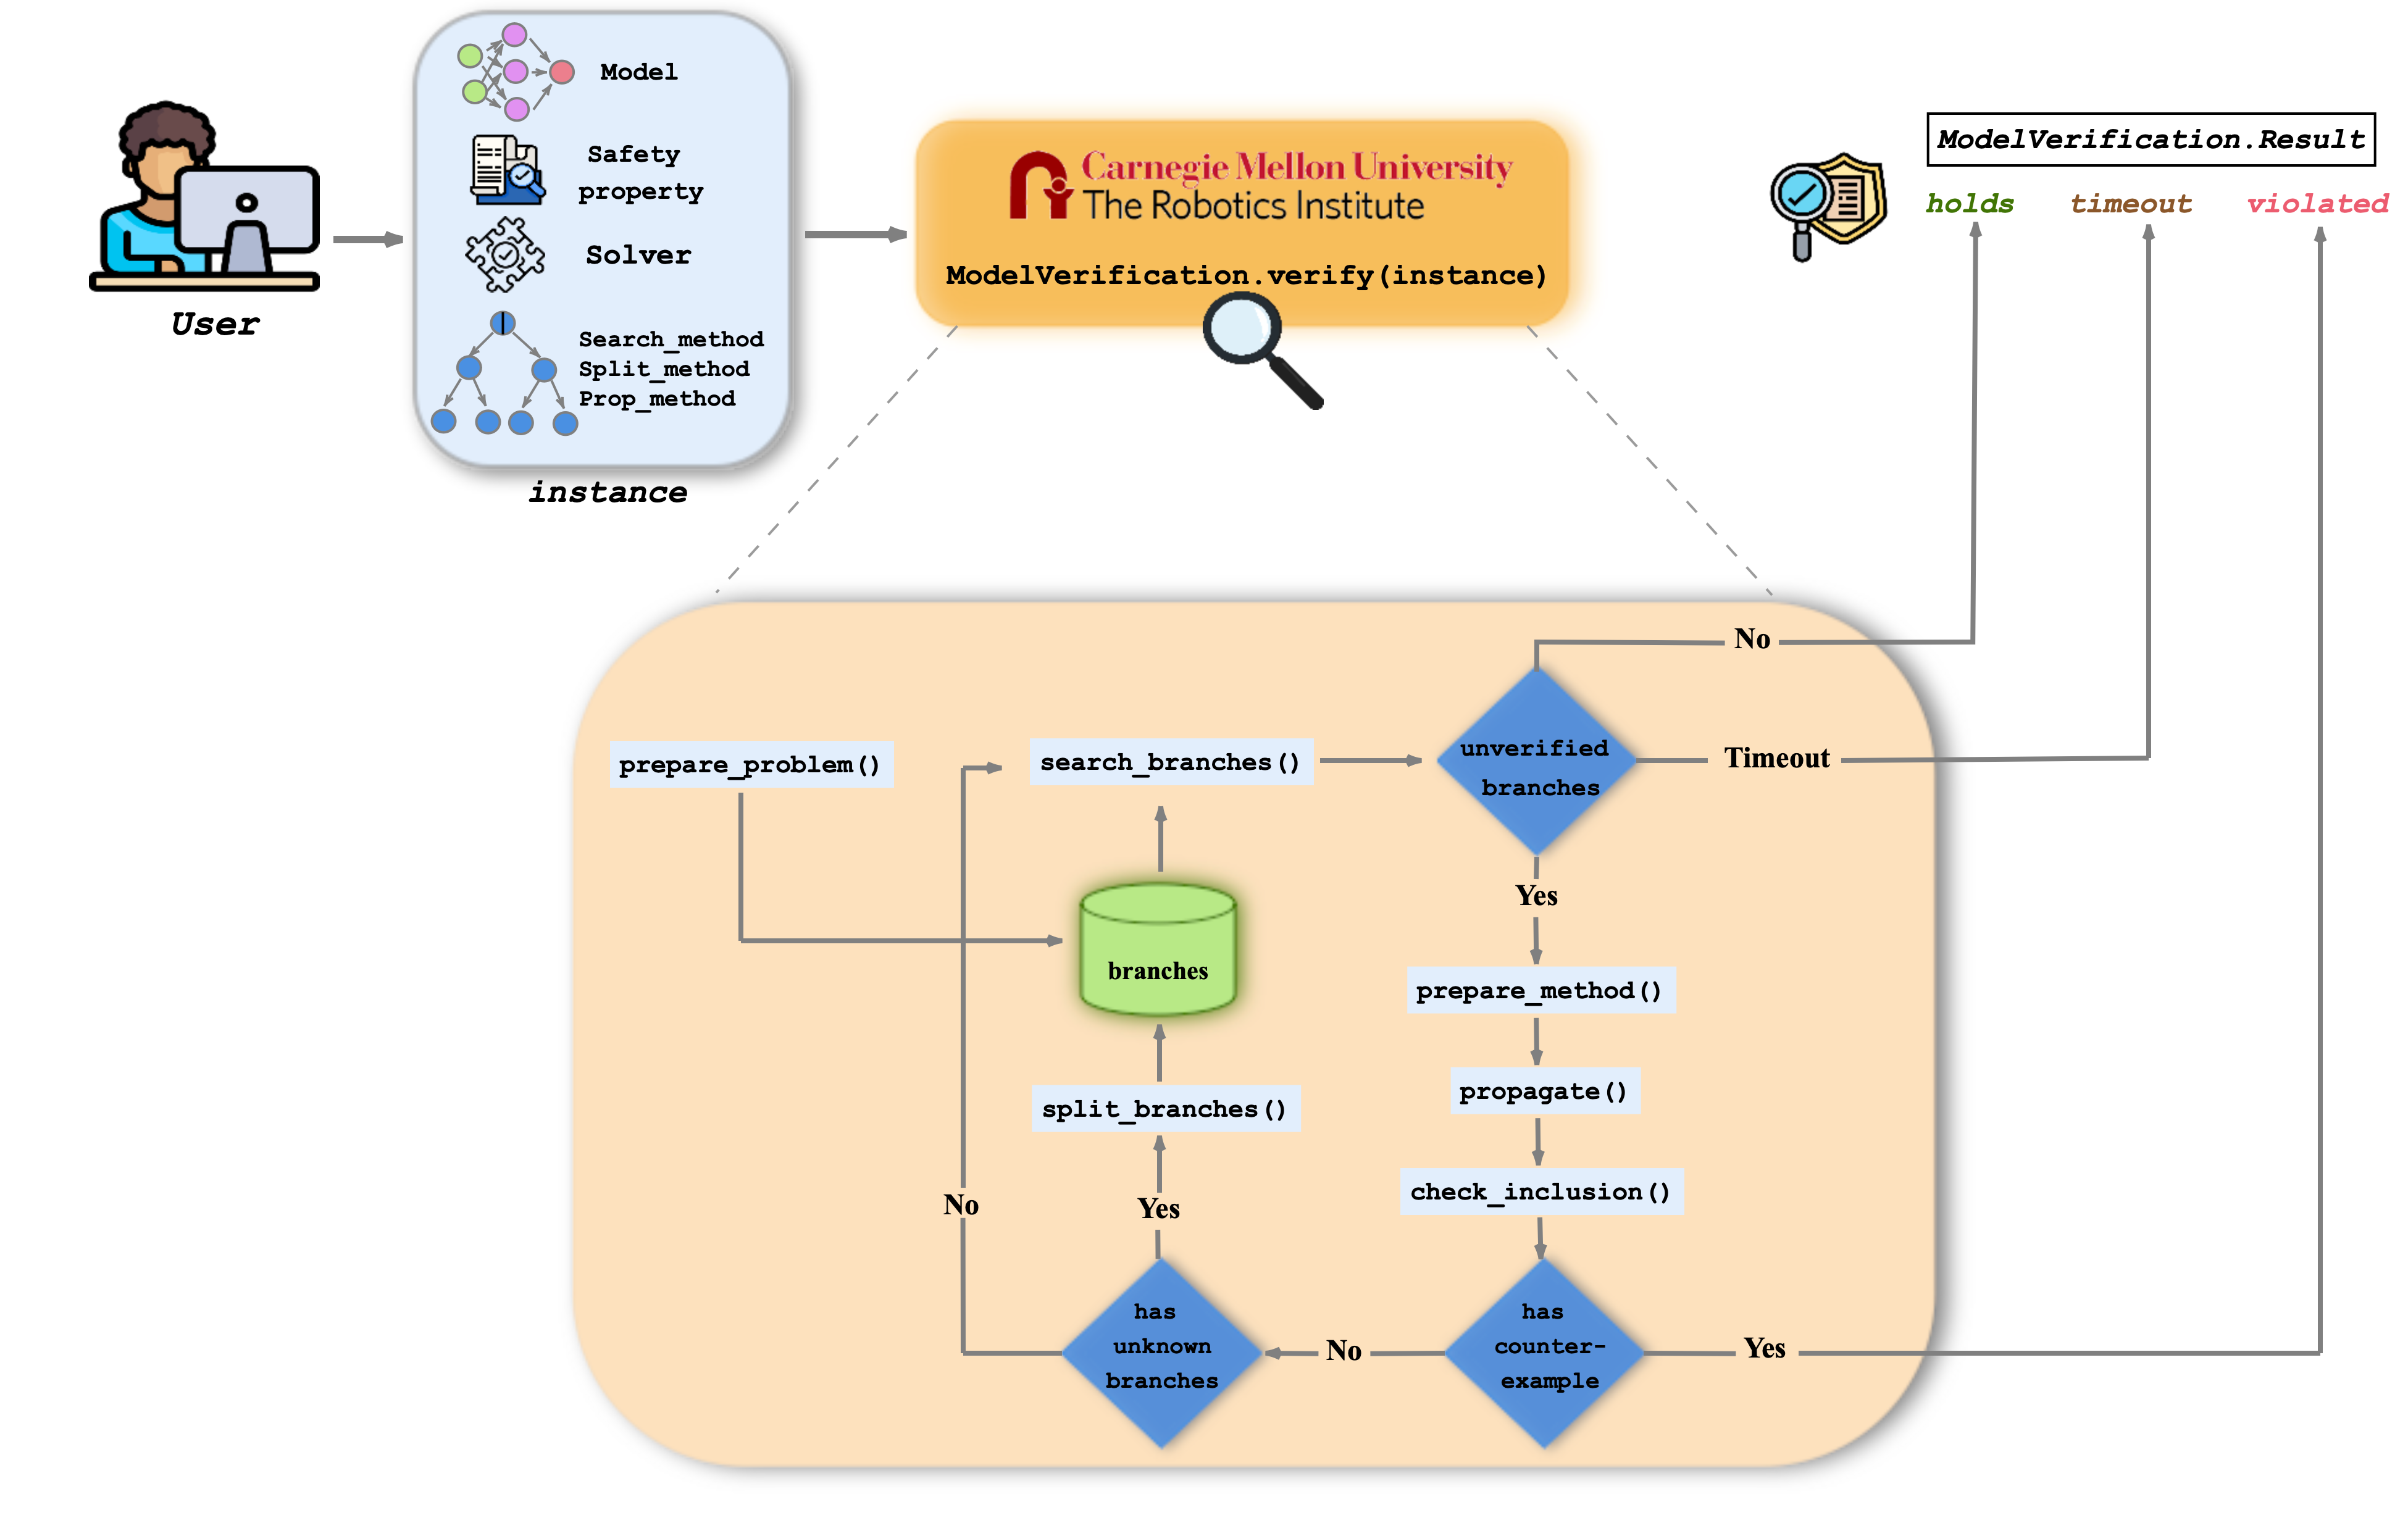 User
Model
Safety
property
Solver
Search_method
Split_method
Prop_method
instance
Carnegie Mellon University
The Robotics Institute
ModelVerification.verify(instance)
ModelVerification.Result
holds
timeout
violated
No
prepare_problem()
search_branches()
unverified
branches
Timeout
Yes
branches
prepare_method()
propagate()
split_branches()
check_inclusion()
No
Yes
has
unknown
branches
No
has
counter-
example
Yes